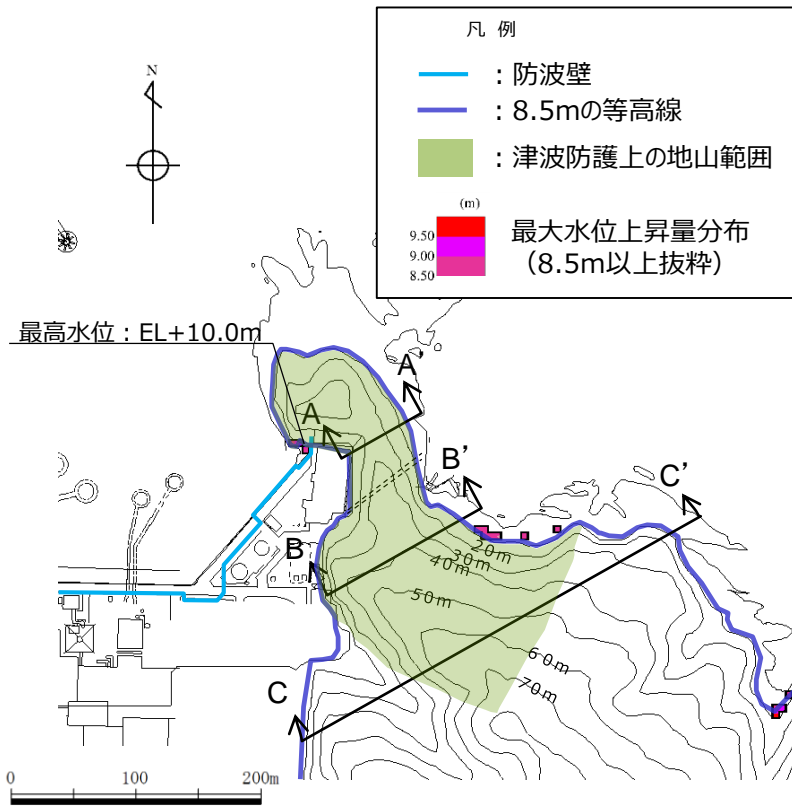 凡 例
：防波壁
：8.5mの等高線
：津波防護上の地山範囲
(m)
9.50
9.00
8.50
最大水位上昇量分布
（8.5m以上抜粋）
N
最高水位：EL+10.0m
A
A'
B
B'
C
C'
20m
30m
40m
50m
60m
70m
0 100 200m